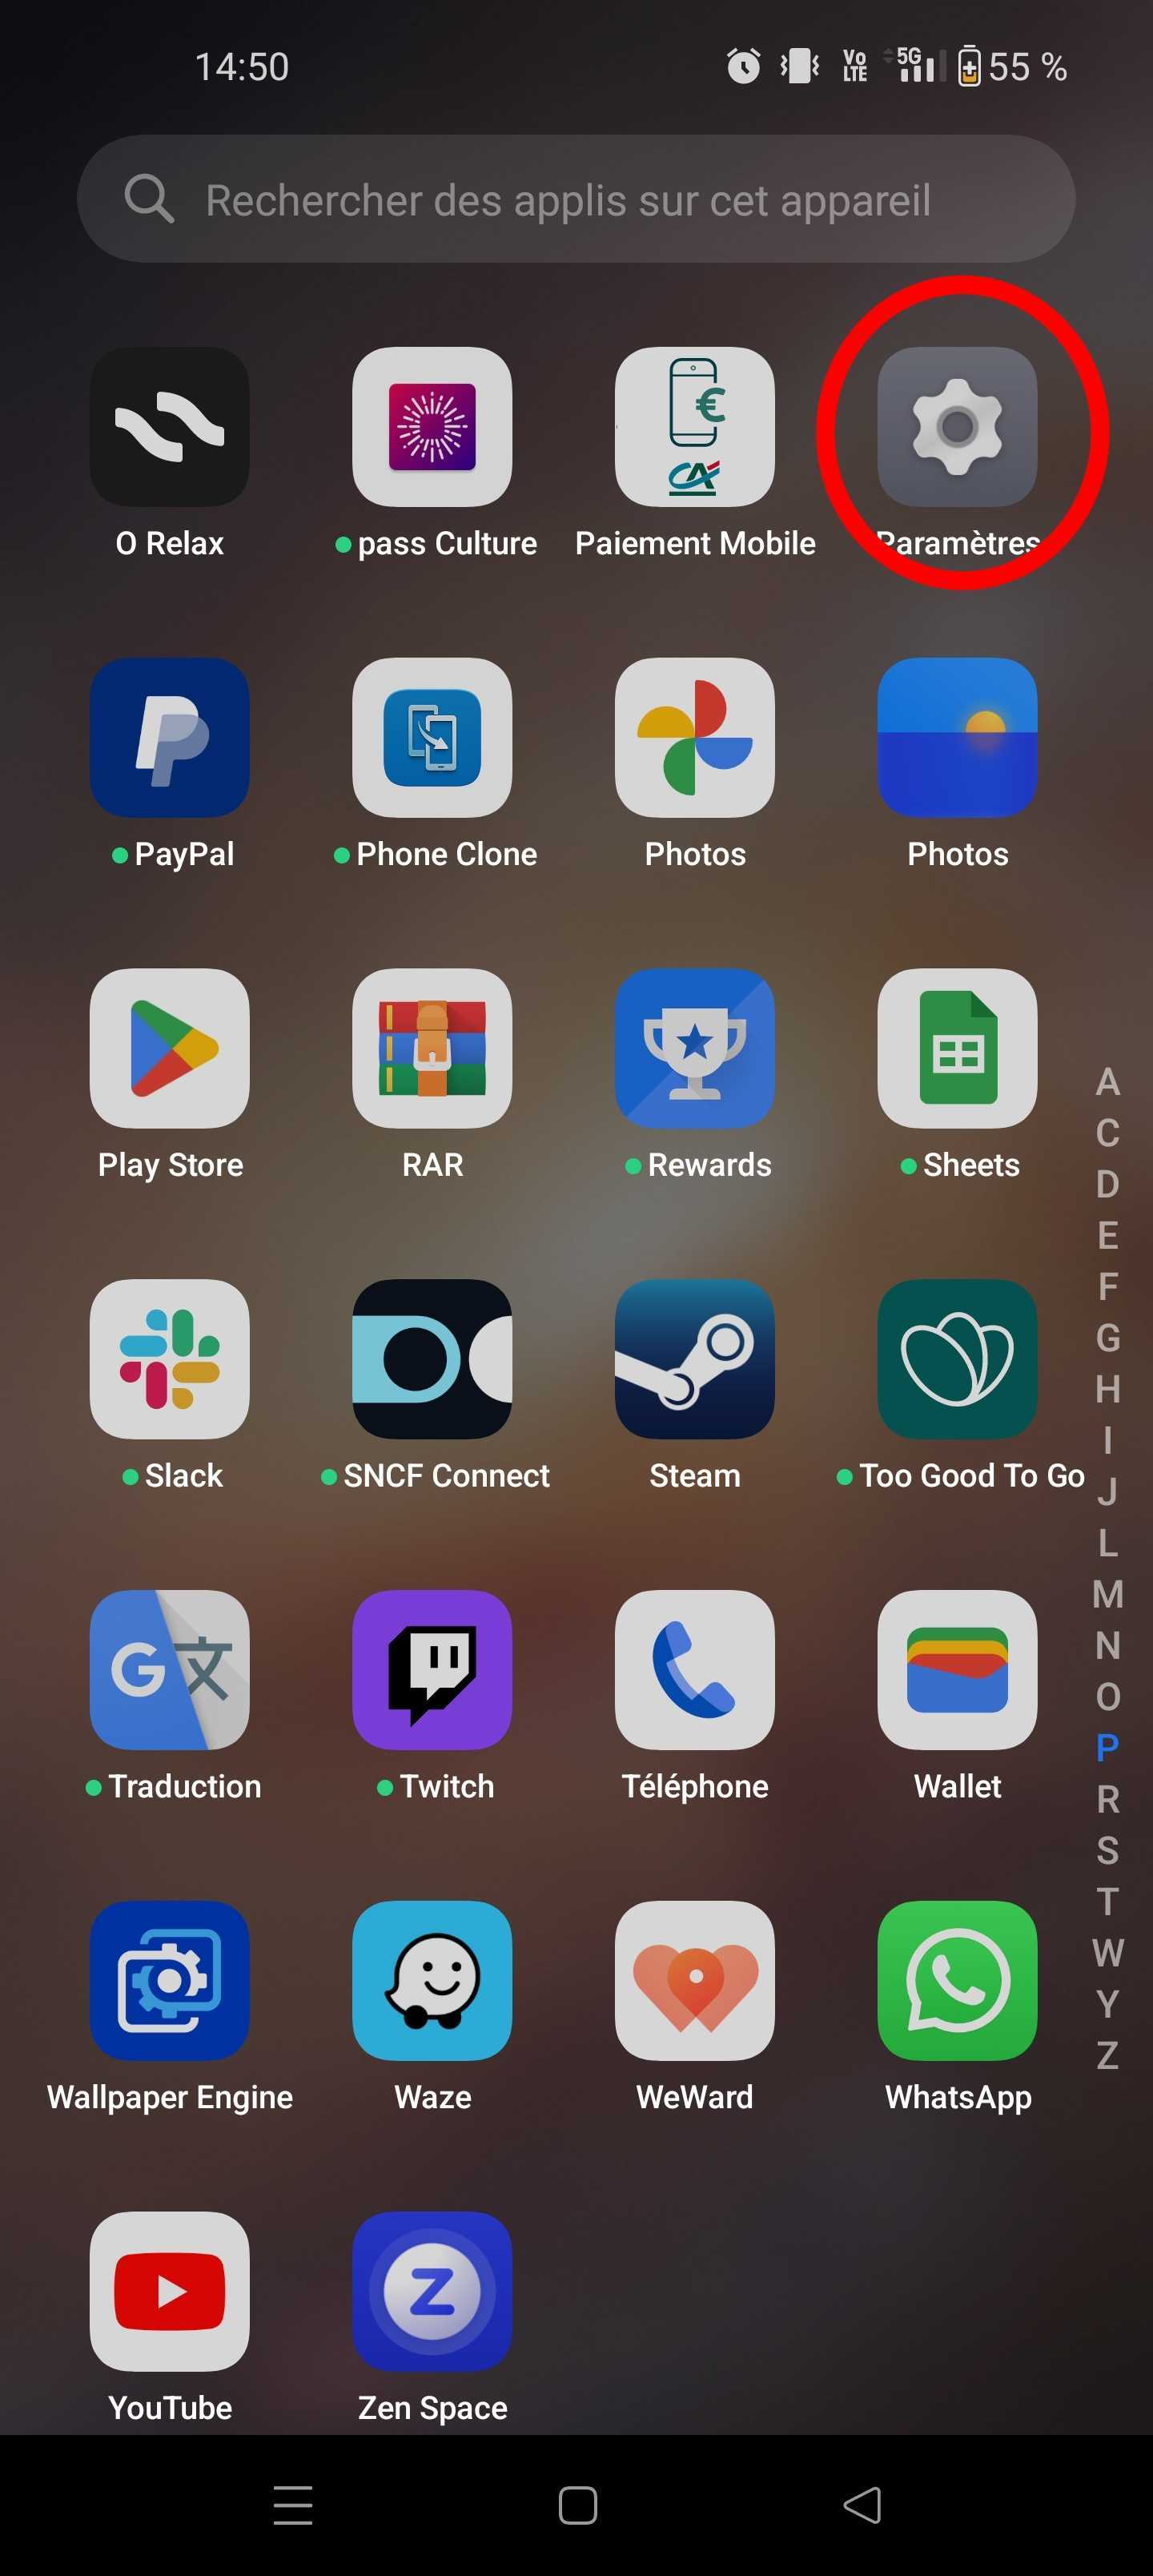 14:50 Vo LTE 5G 55 %
Rechercher des applis sur cet appareil
€
CA
O Relax pass Culture Paiement Mobile Paramètres
PayPal Phone Clone Photos Photos
Play Store RAR Rewards Sheets
Slack SNCF Connect Steam Too Good To Go
G 文
Traduction Twitch Téléphone Wallet
Wallpaper Engine Waze WeWard WhatsApp
Z
YouTube Zen Space
A
C
D
E
F
G
H
I
J
L
M
N
O
P
R
S
T
W
Y
Z